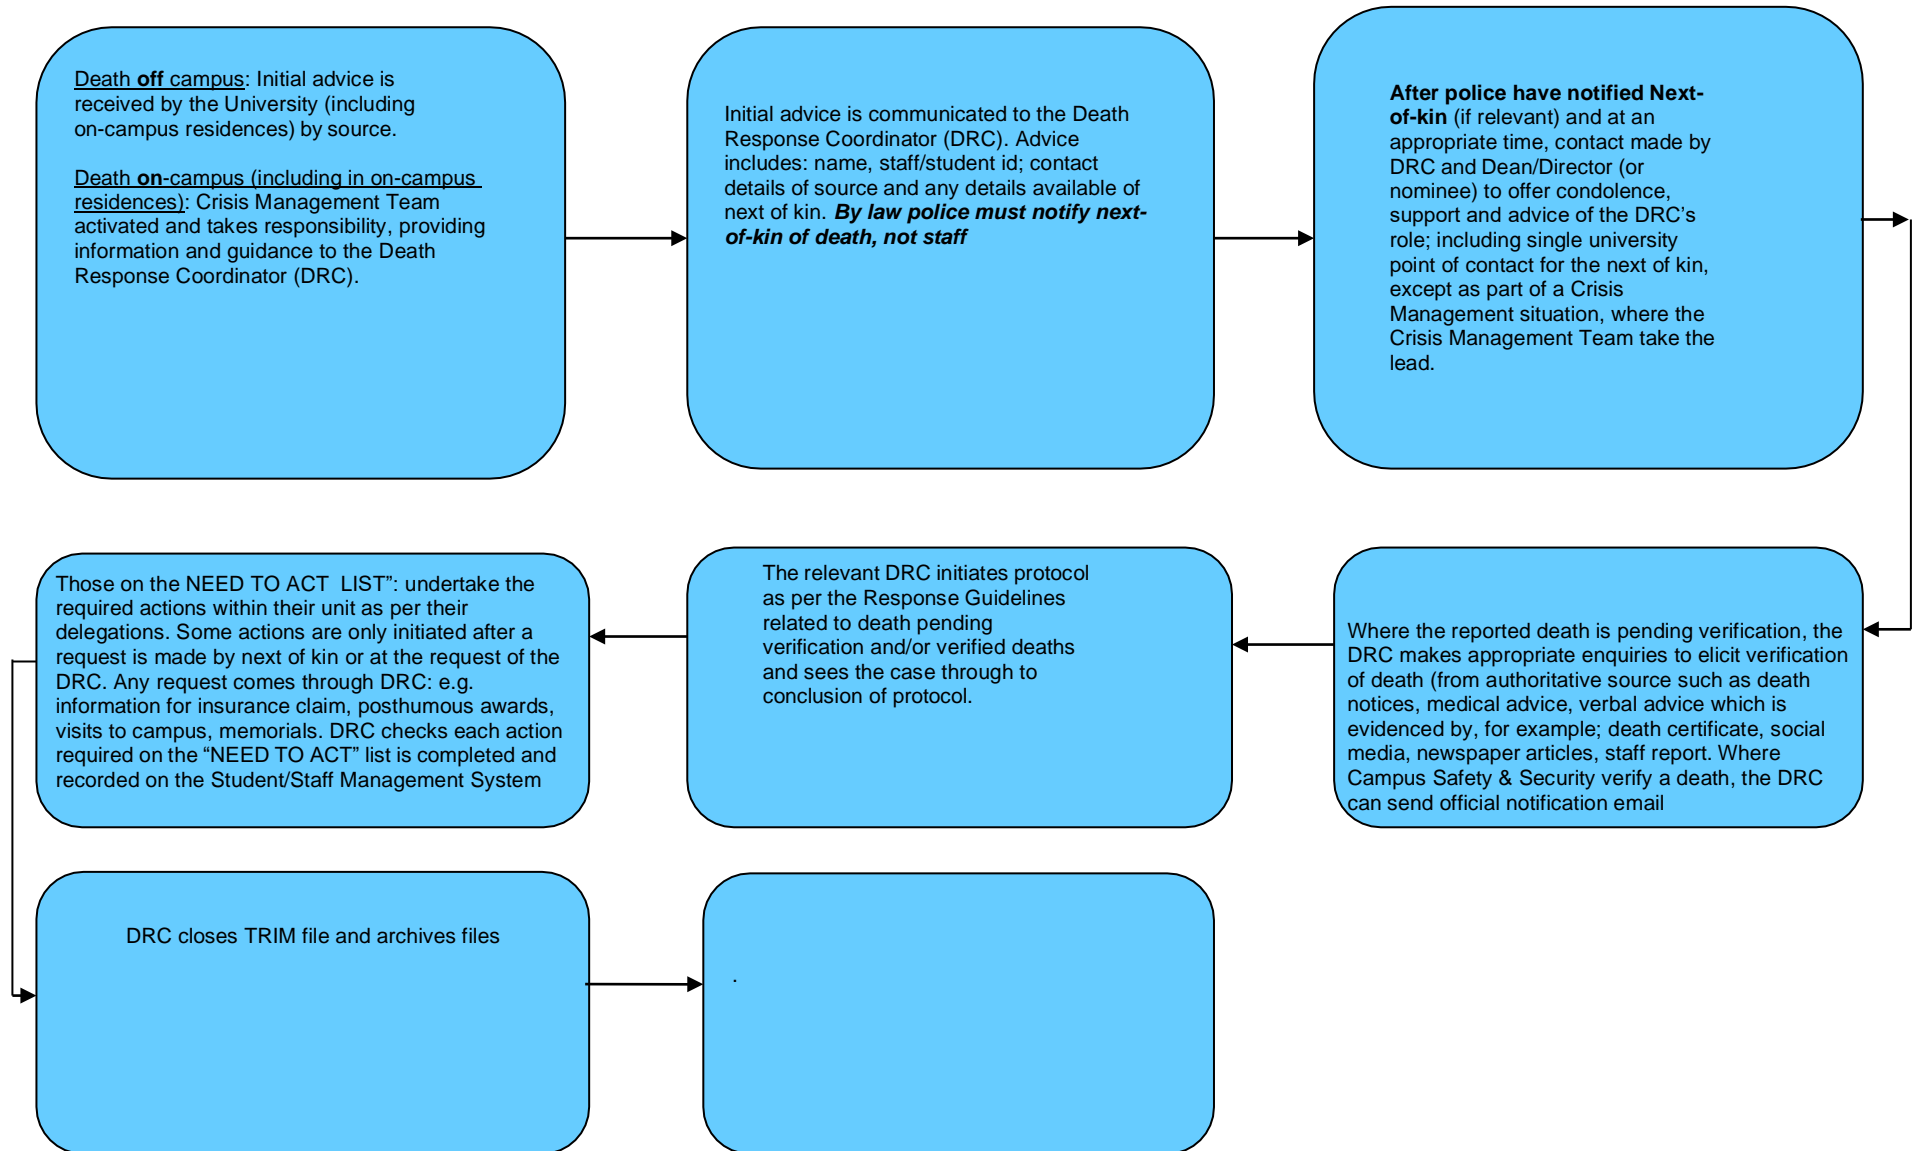 Death off campus: Initial advice is
received by the University (including
on-campus residences) by source.
Death on-campus (including in on-campus
residences): Crisis Management Team
activated and takes responsibility, providing
information and guidance to the Death
Response Coordinator (DRC).
Initial advice is communicated to the Death
Response Coordinator (DRC). Advice
includes: name, staff/student id; contact
details of source and any details available of
next of kin. By law police must notify next-
of-kin of death, not staff
After police have notified Next-
of-kin (if relevant) and at an
appropriate time, contact made by
DRC and Dean/Director (or
nominee) to offer condolence,
support and advice of the DRC’s
role; including single university
point of contact for the next of kin,
except as part of a Crisis
Management situation, where the
Crisis Management Team take the
lead.
Where the reported death is pending verification, the
DRC makes appropriate enquiries to elicit verification
of death (from authoritative source such as death
notices, medical advice, verbal advice which is
evidenced by, for example; death certificate, social
media, newspaper articles, staff report. Where
Campus Safety & Security verify a death, the DRC
can send official notification email
The relevant DRC initiates protocol
as per the Response Guidelines
related to death pending
verification and/or verified deaths
and sees the case through to
conclusion of protocol.
Those on the NEED TO ACT  LIST”: undertake the
required actions within their unit as per their
delegations. Some actions are only initiated after a
request is made by next of kin or at the request of the
DRC. Any request comes through DRC: e.g.
information for insurance claim, posthumous awards,
visits to campus, memorials. DRC checks each action
required on the “NEED TO ACT” list is completed and
recorded on the Student/Staff Management System
DRC closes TRIM file and archives files
.